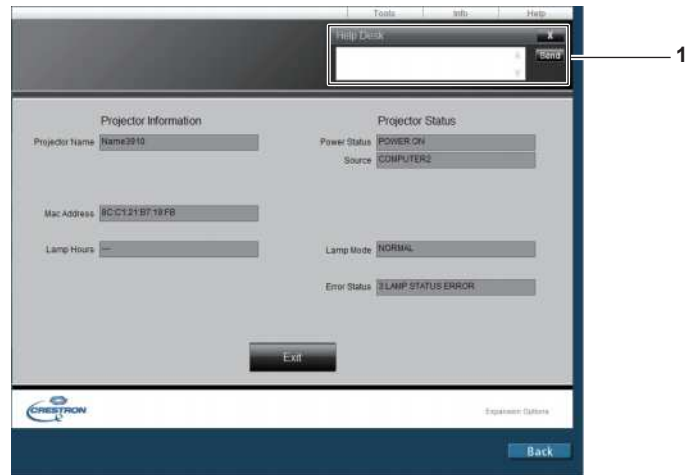 Tools Info Help
Help Desk X
Send
1
Projector Information Projector Status
Projector Name Name3910 Power Status POWER ON
Source COMPUTER2
Mac Address 8C:C1:21:B7:19:FB
Lamp Hours --- Lamp Mode NORMAL
Error Status 3:LAMP STATUS ERROR
Exit
CRESTRON Expansion Options
Back